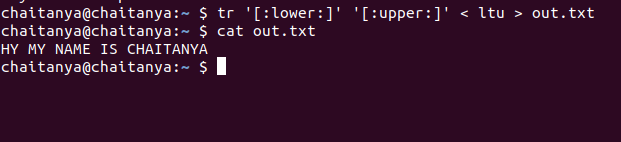 chaitanya@chaitanya:~ $ tr '[:lower:]' '[:upper:]' < ltu > out.txt
chaitanya@chaitanya:~ $ cat out.txt
HY MY NAME IS CHAITANYA
chaitanya@chaitanya:~ $